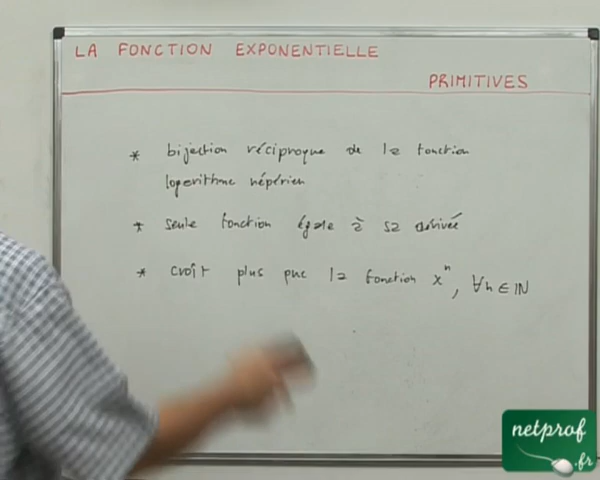 LA FONCTION EXPONENTIELLE
PRIMITIVES
* bijection réciproque de la fonction
logarithme népérien
* seule fonction égale à sa dérivée
* croît plus que la fonction xⁿ, ∀n ∈ ℕ
netprof
.fr